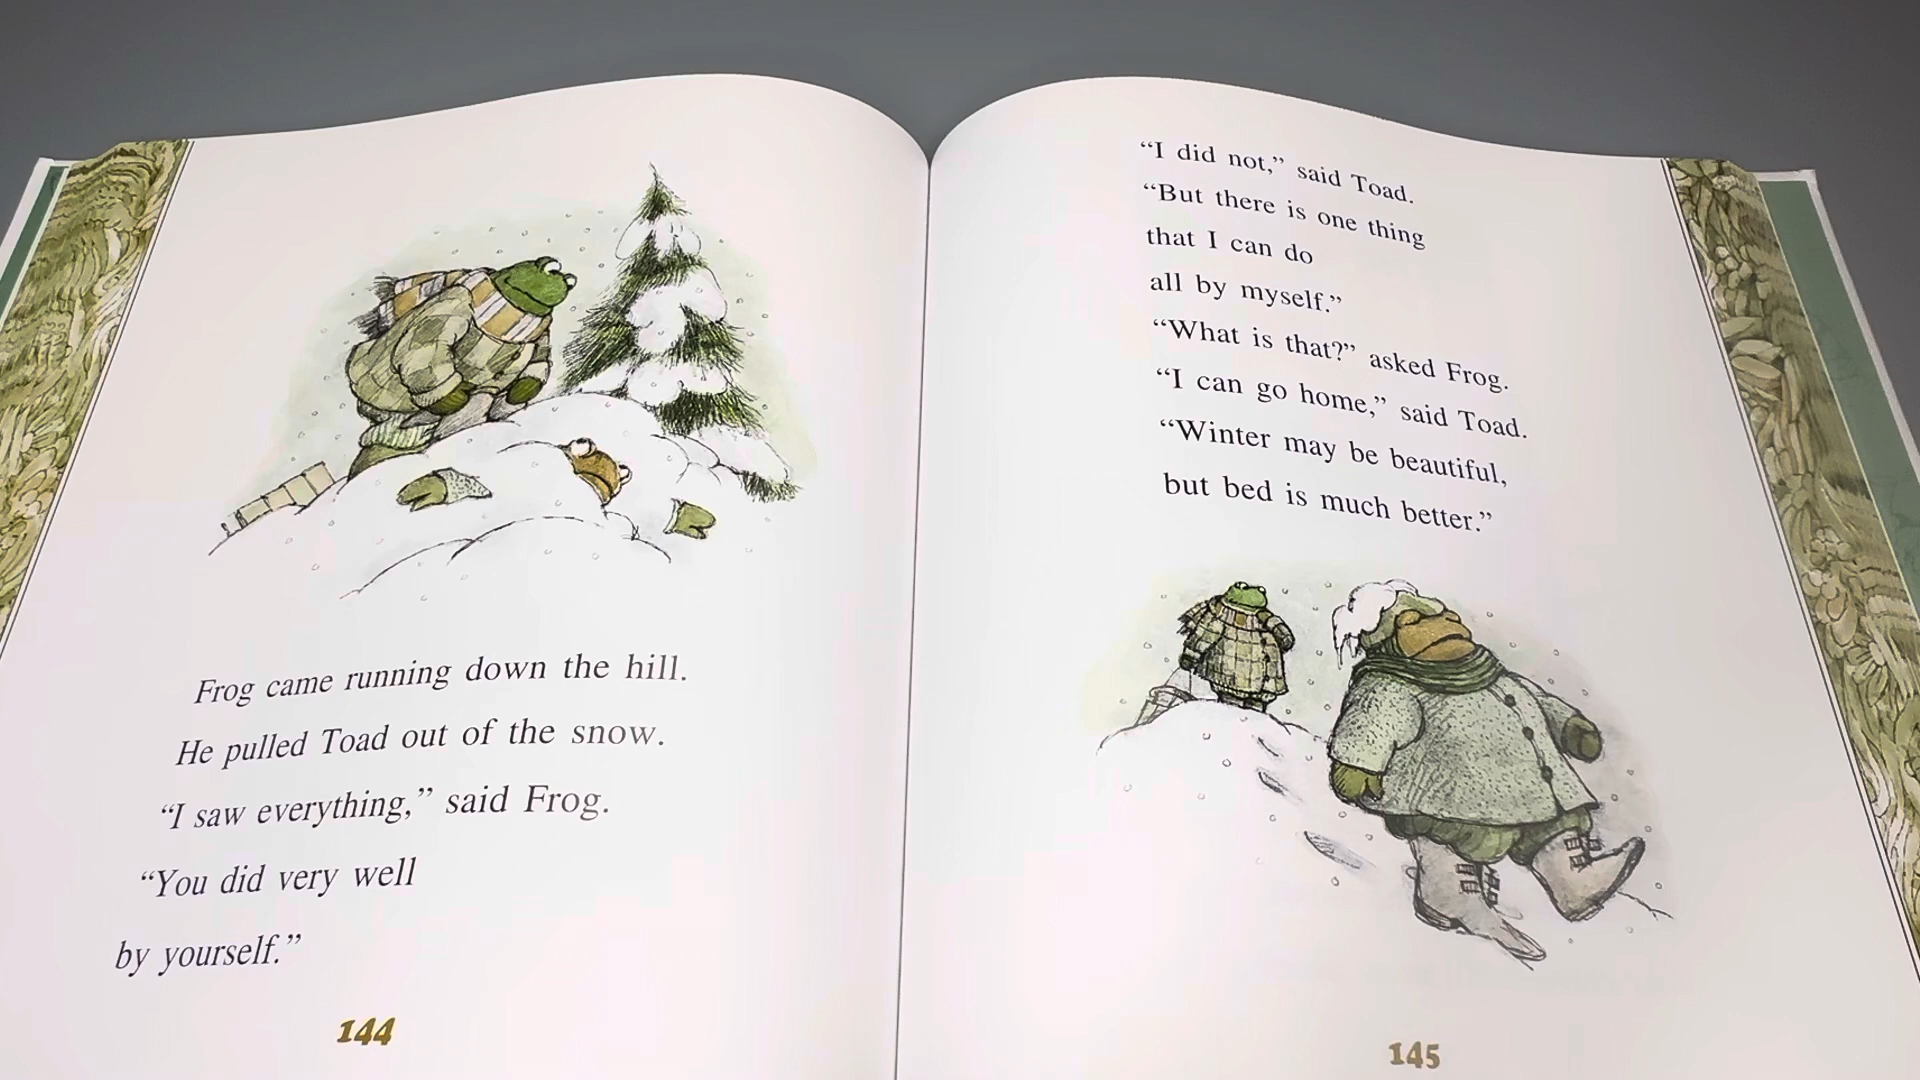 Frog came running down the hill.
He pulled Toad out of the snow.
“I saw everything,” said Frog.
“You did very well
by yourself.”
144
“I did not,” said Toad.
“But there is one thing
that I can do
all by myself.”
“What is that?” asked Frog.
“I can go home,” said Toad.
“Winter may be beautiful,
but bed is much better.”
145